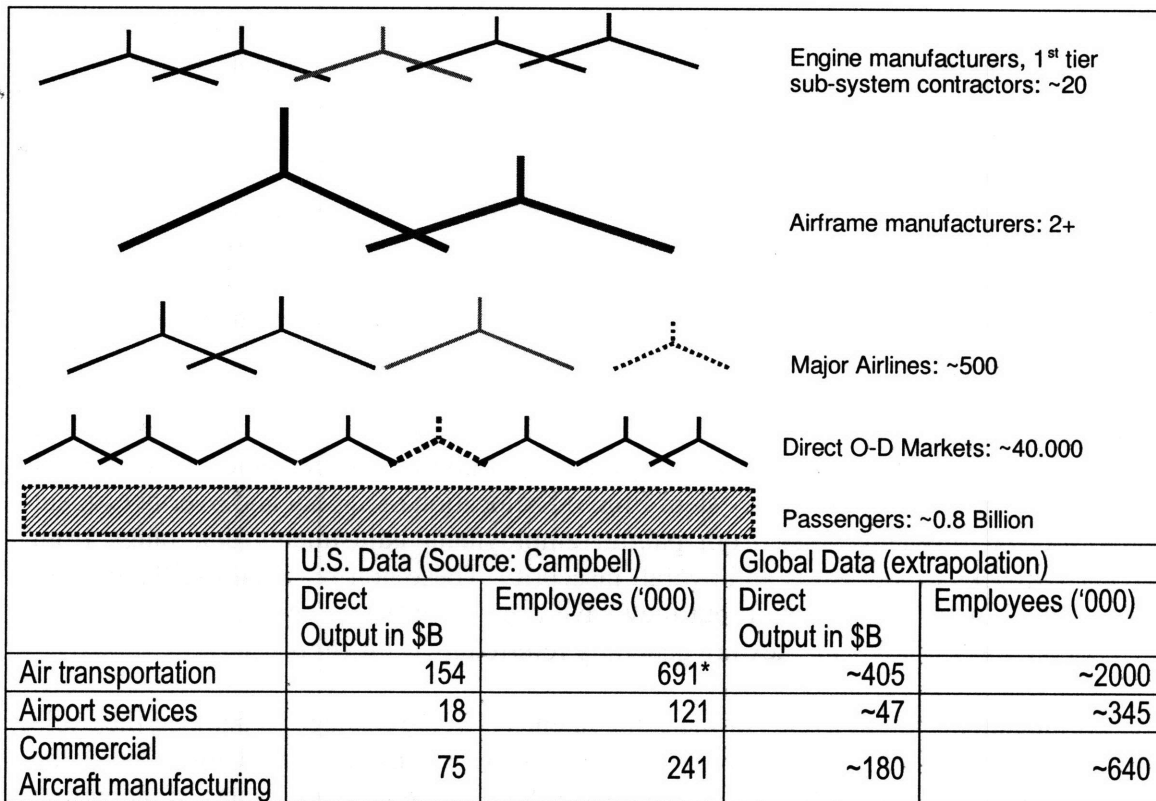 Engine manufacturers, 1st tier
sub-system contractors: ~20
Airframe manufacturers: 2+
Major Airlines: ~500
Direct O-D Markets: ~40.000
Passengers: ~0.8 Billion
U.S. Data (Source: Campbell) Global Data (extrapolation)
Direct Output in $B Employees (‘000) Direct Output in $B Employees (‘000)
Air transportation 154 691* ~405 ~2000
Airport services 18 121 ~47 ~345
Commercial
Aircraft manufacturing 75 241 ~180 ~640